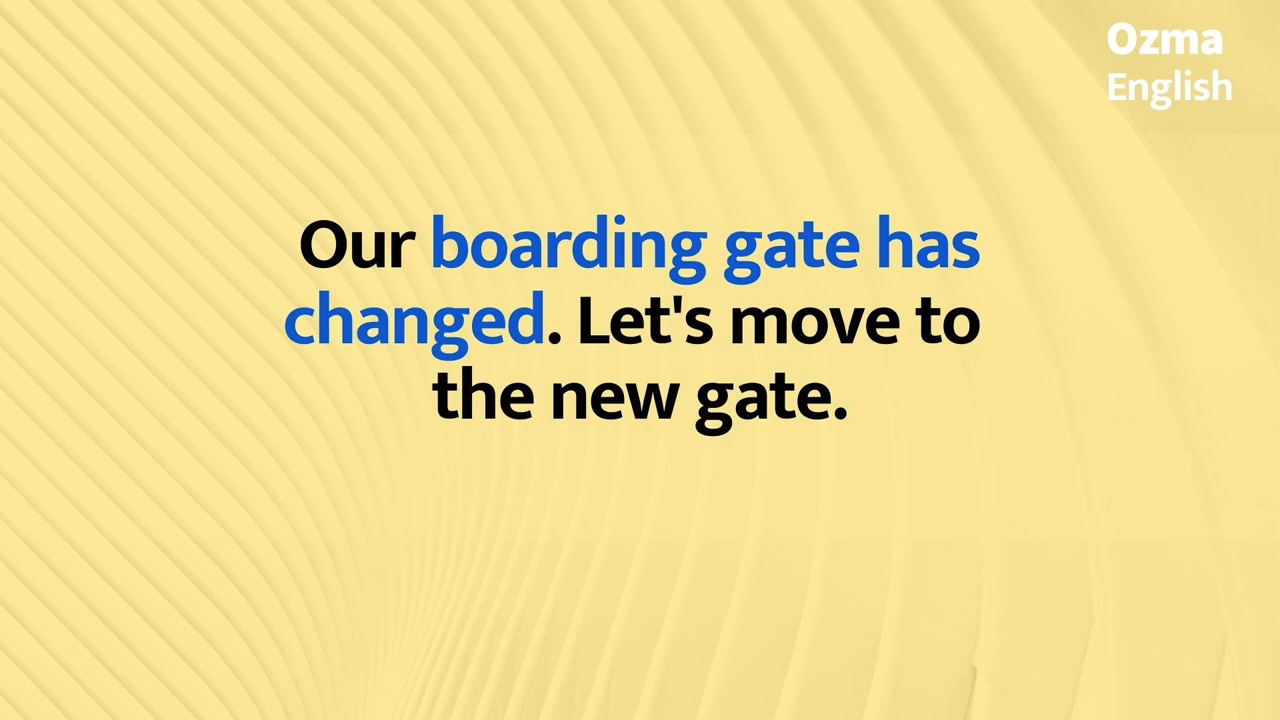 Ozma
English
Our boarding gate has
changed. Let's move to
the new gate.